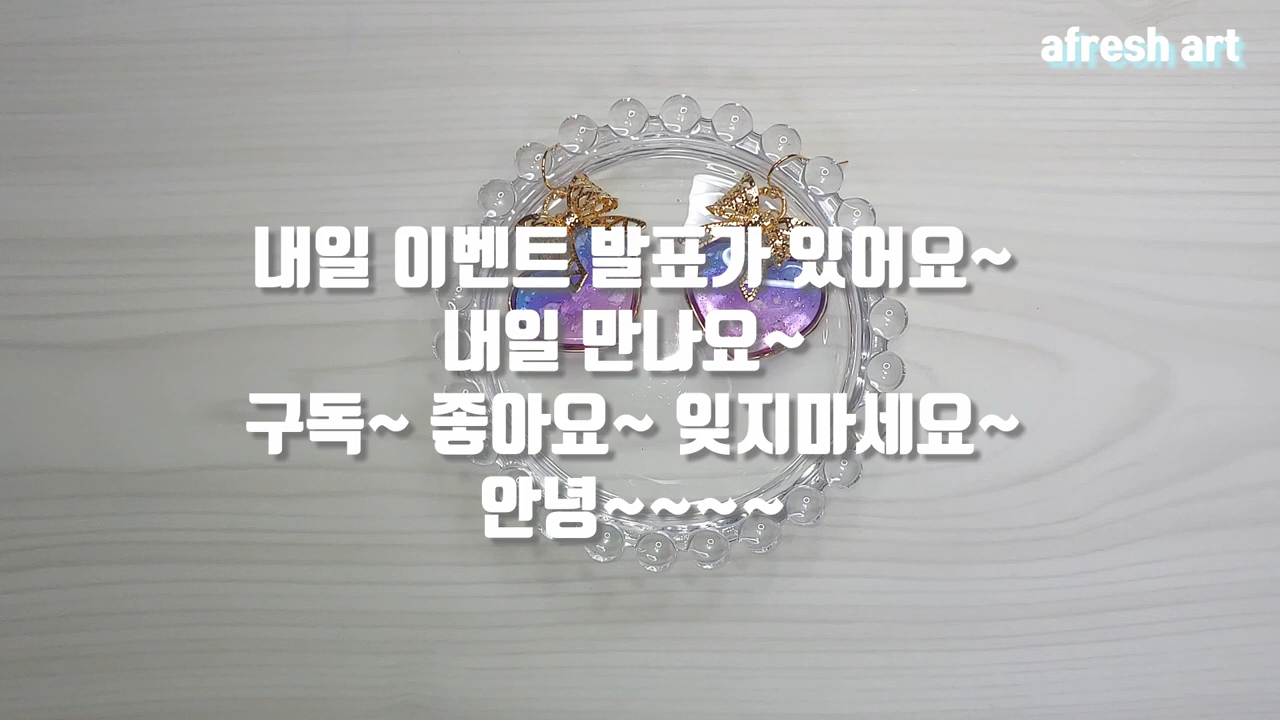 afresh art
내일 이벤트 발표가 있어요~
내일 만나요~
구독~ 좋아요~ 잊지마세요~
안녕~~~~